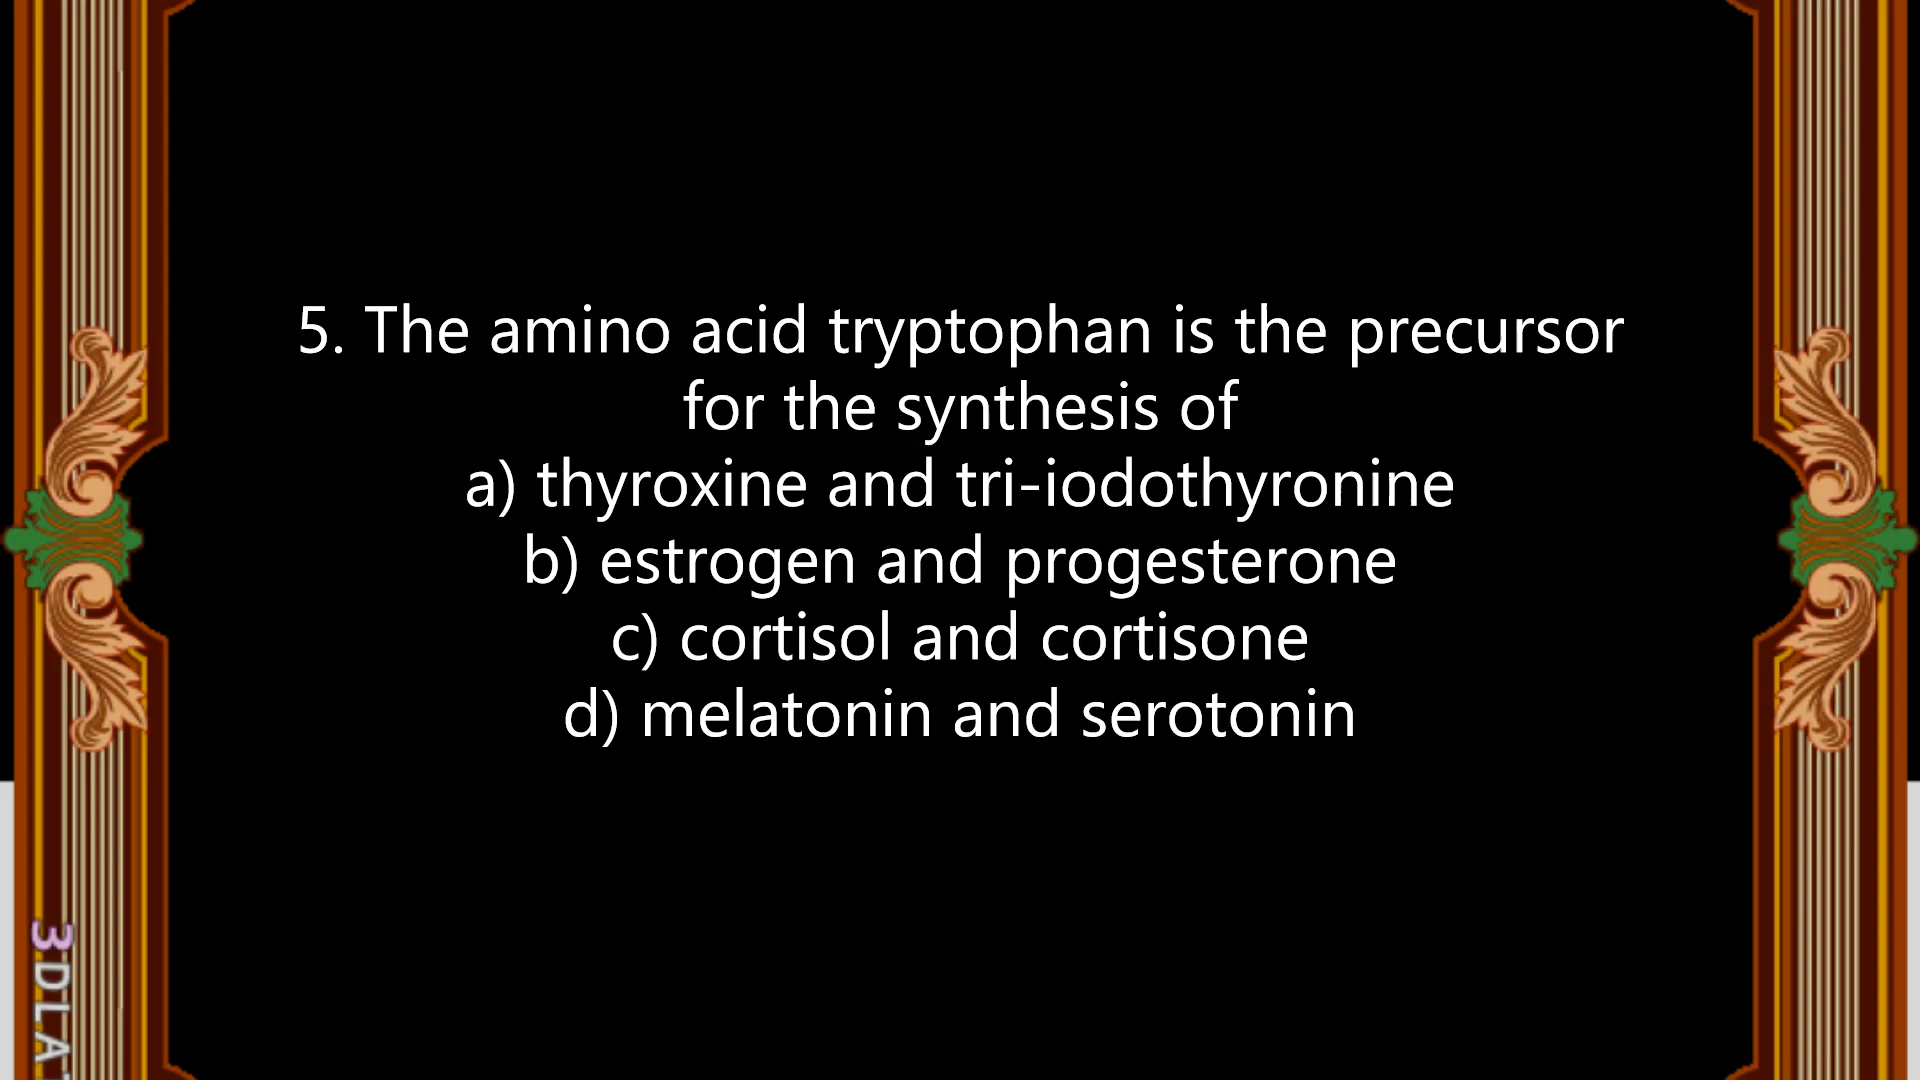 5. The amino acid tryptophan is the precursor
for the synthesis of
a) thyroxine and tri-iodothyronine
b) estrogen and progesterone
c) cortisol and cortisone
d) melatonin and serotonin
3DLA